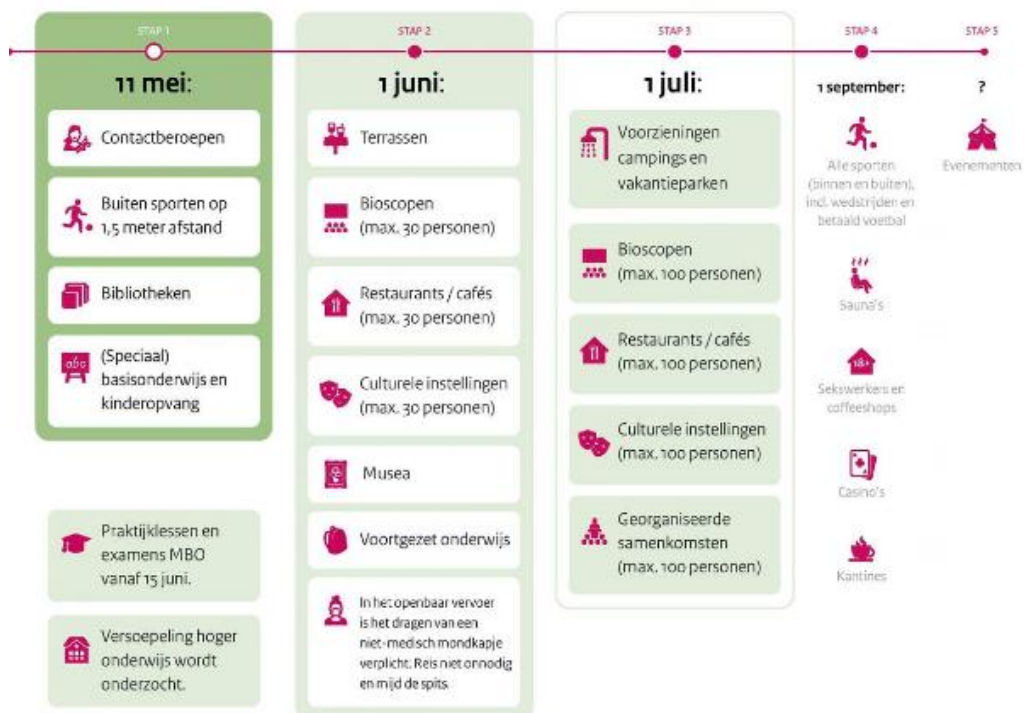 STAP 1
11 mei:
Contactberoepen
Buiten sporten op
1,5 meter afstand
Bibliotheken
abc
(Speciaal)
basisonderwijs en
kinderopvang
Praktijklessen en
examens MBO
vanaf 15 juni.
Versoepeling hoger
onderwijs wordt
onderzocht.
STAP 2
1 juni:
Terrassen
Bioscopen
(max. 30 personen)
Restaurants / cafés
(max. 30 personen)
Culturele instellingen
(max. 30 personen)
Musea
Voortgezet onderwijs
In het openbaar vervoer
is het dragen van een
niet-medisch mondkapje
verplicht. Reis niet onnodig
en mijd de spits.
STAP 3
1 juli:
Voorzieningen
campings en
vakantieparken
Bioscopen
(max. 100 personen)
Restaurants / cafés
(max. 100 personen)
Culturele instellingen
(max. 100 personen)
Georganiseerde
samenkomsten
(max. 100 personen)
STAP 4
1 september:
Alle sporten
(binnen en buiten),
incl. wedstrijden en
betaald voetbal
Sauna's
18+
Sekswerkers en
coffeeshops
Casino's
Kantines
STAP 5
?
Evenementen